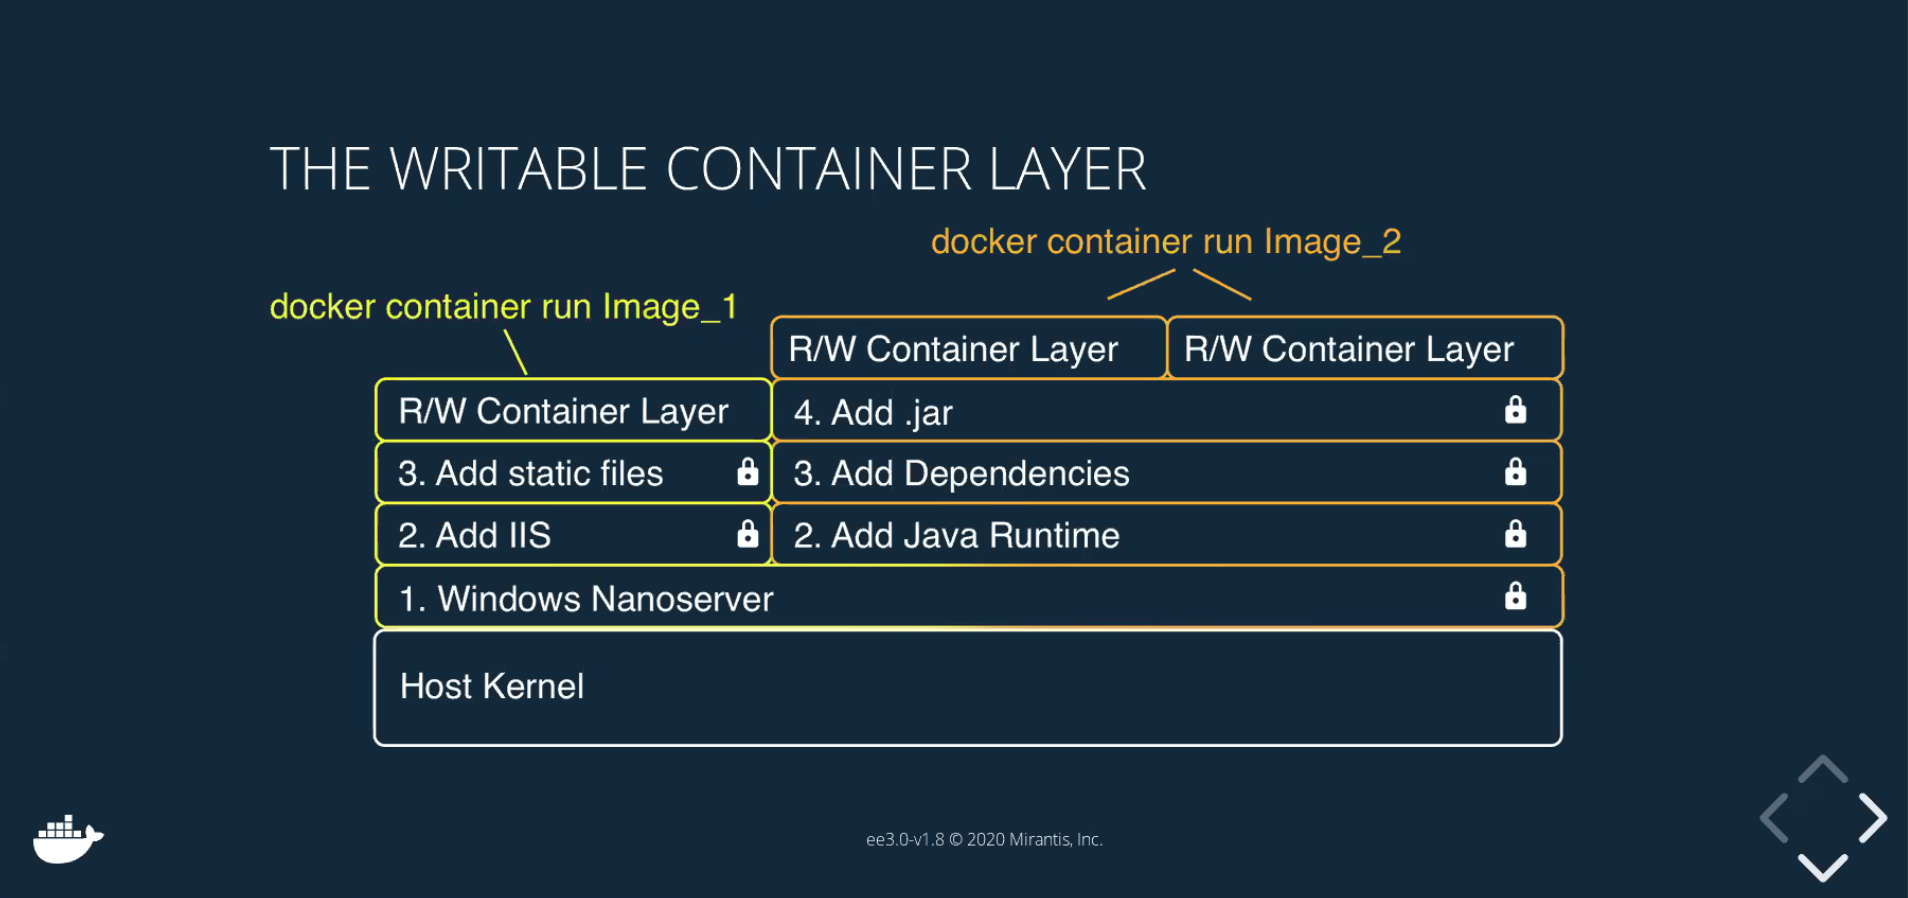 THE WRITABLE CONTAINER LAYER
docker container run Image_2
docker container run Image_1
R/W Container Layer
R/W Container Layer
R/W Container Layer
4. Add .jar
3. Add static files
3. Add Dependencies
2. Add IIS
2. Add Java Runtime
1. Windows Nanoserver
Host Kernel
ee3.0-v1.8 © 2020 Mirantis, Inc.